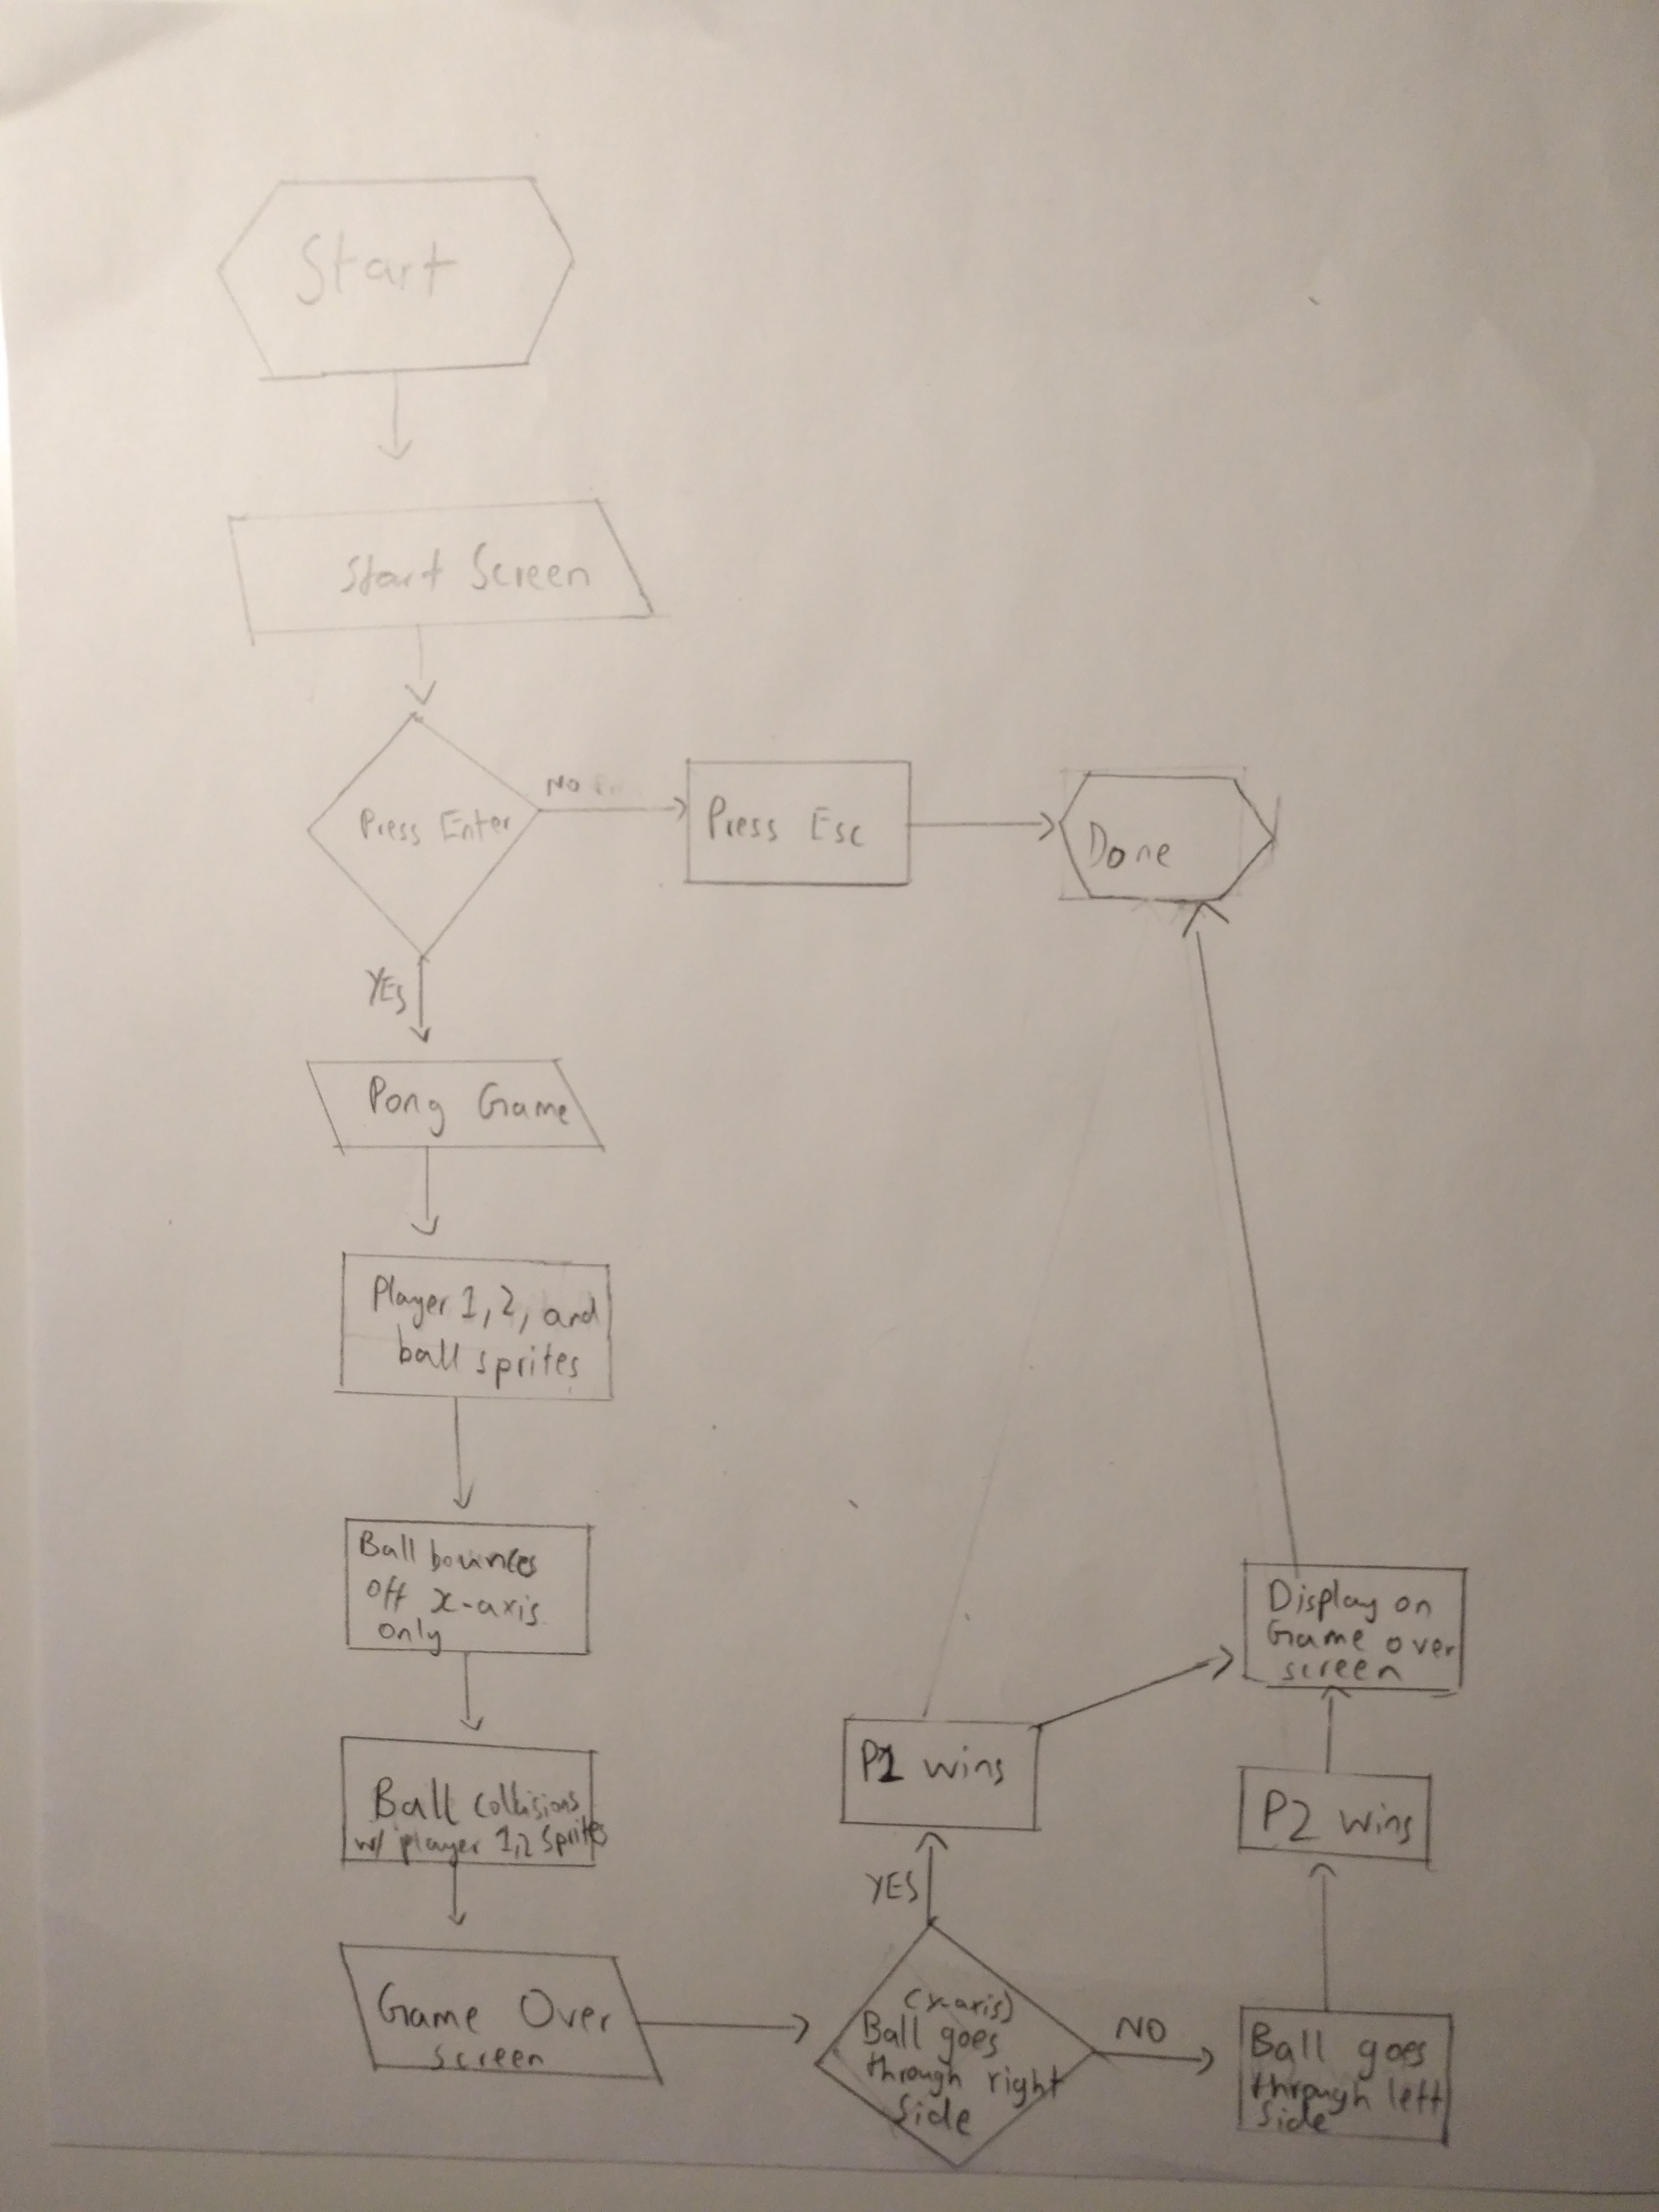 Start
Start Screen
Press Enter
NO
Press Esc
Done
YES
Pong Game
Player 1, 2, and
ball sprites
Ball bounces
off x-axis
only
Ball collisions
w/ player 1,2 Sprites
Game Over
screen
(x-axis)
Ball goes
through right
Side
YES
P1 wins
NO
Ball goes
through left
Side
P2 wins
Display on
Game over
screen